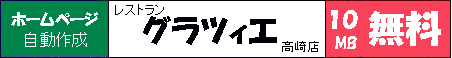 ホームページ
自動作成
レストラン
グラツィエ
高崎店
10
MB
無料